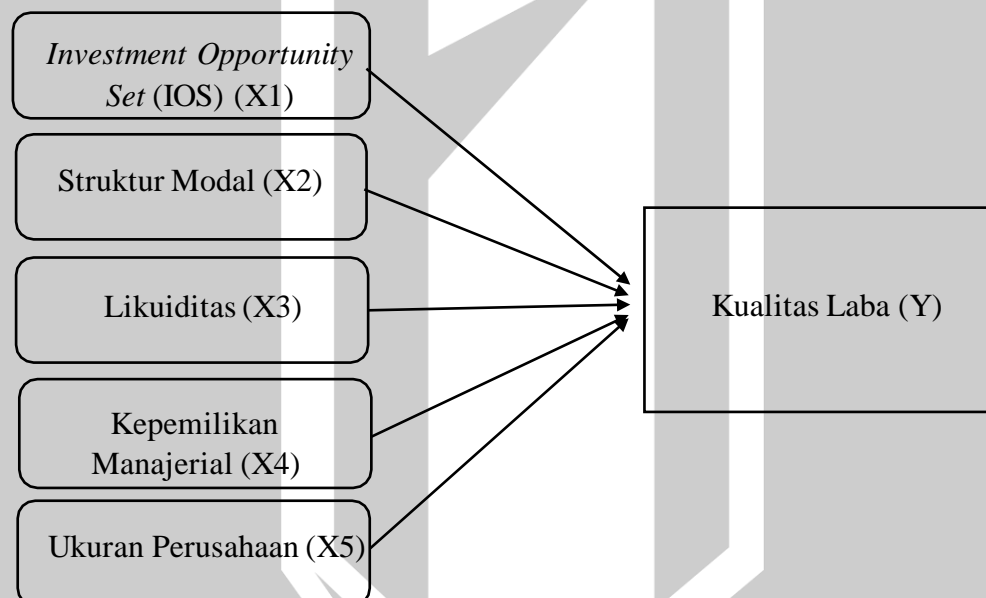 Investment Opportunity
Set (IOS) (X1)
Struktur Modal (X2)
Likuiditas (X3)
Kepemilikan
Manajerial (X4)
Ukuran Perusahaan (X5)
Kualitas Laba (Y)